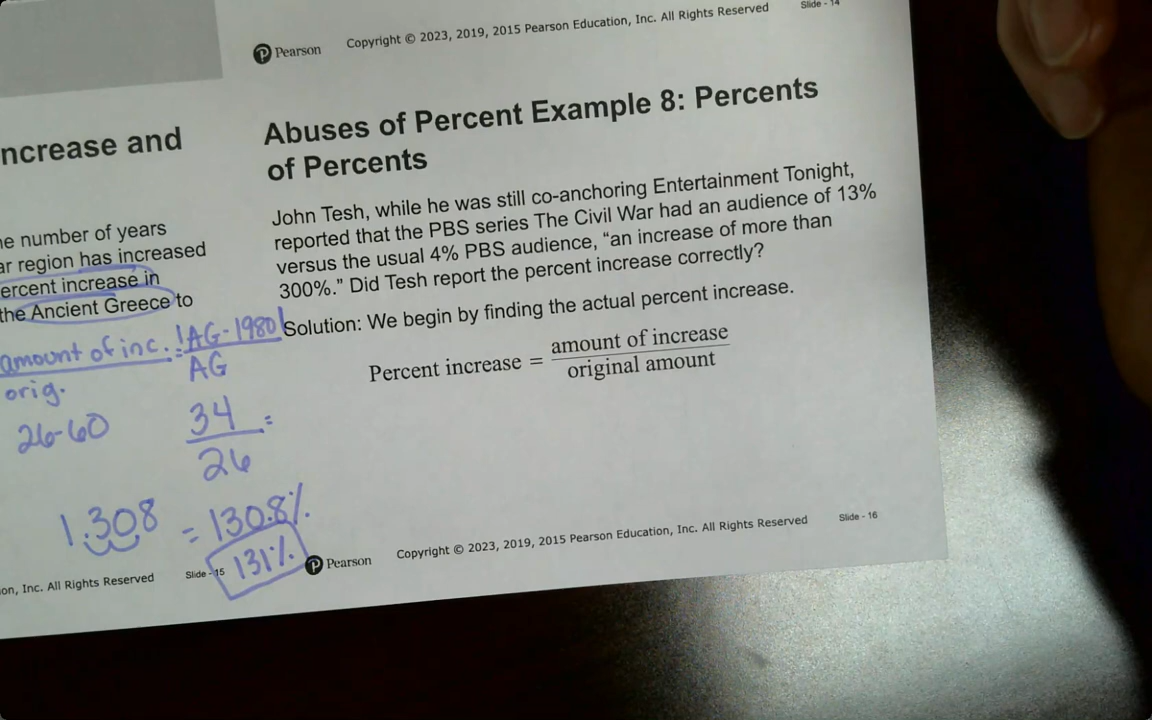 Slide - 14
Pearson
Copyright © 2023, 2019, 2015 Pearson Education, Inc. All Rights Reserved
ncrease and
e number of years
ar region has increased
ercent increase in
the Ancient Greece to
amount of inc. = |AG - 1980|
orig. AG
26-60
34 =
26
1.308 = 130.8%
131%
on, Inc. All Rights Reserved
Slide - 15
Abuses of Percent Example 8: Percents
of Percents
John Tesh, while he was still co-anchoring Entertainment Tonight,
reported that the PBS series The Civil War had an audience of 13%
versus the usual 4% PBS audience, “an increase of more than
300%.” Did Tesh report the percent increase correctly?
Solution: We begin by finding the actual percent increase.
Percent increase = amount of increase
original amount
Pearson
Copyright © 2023, 2019, 2015 Pearson Education, Inc. All Rights Reserved
Slide - 16